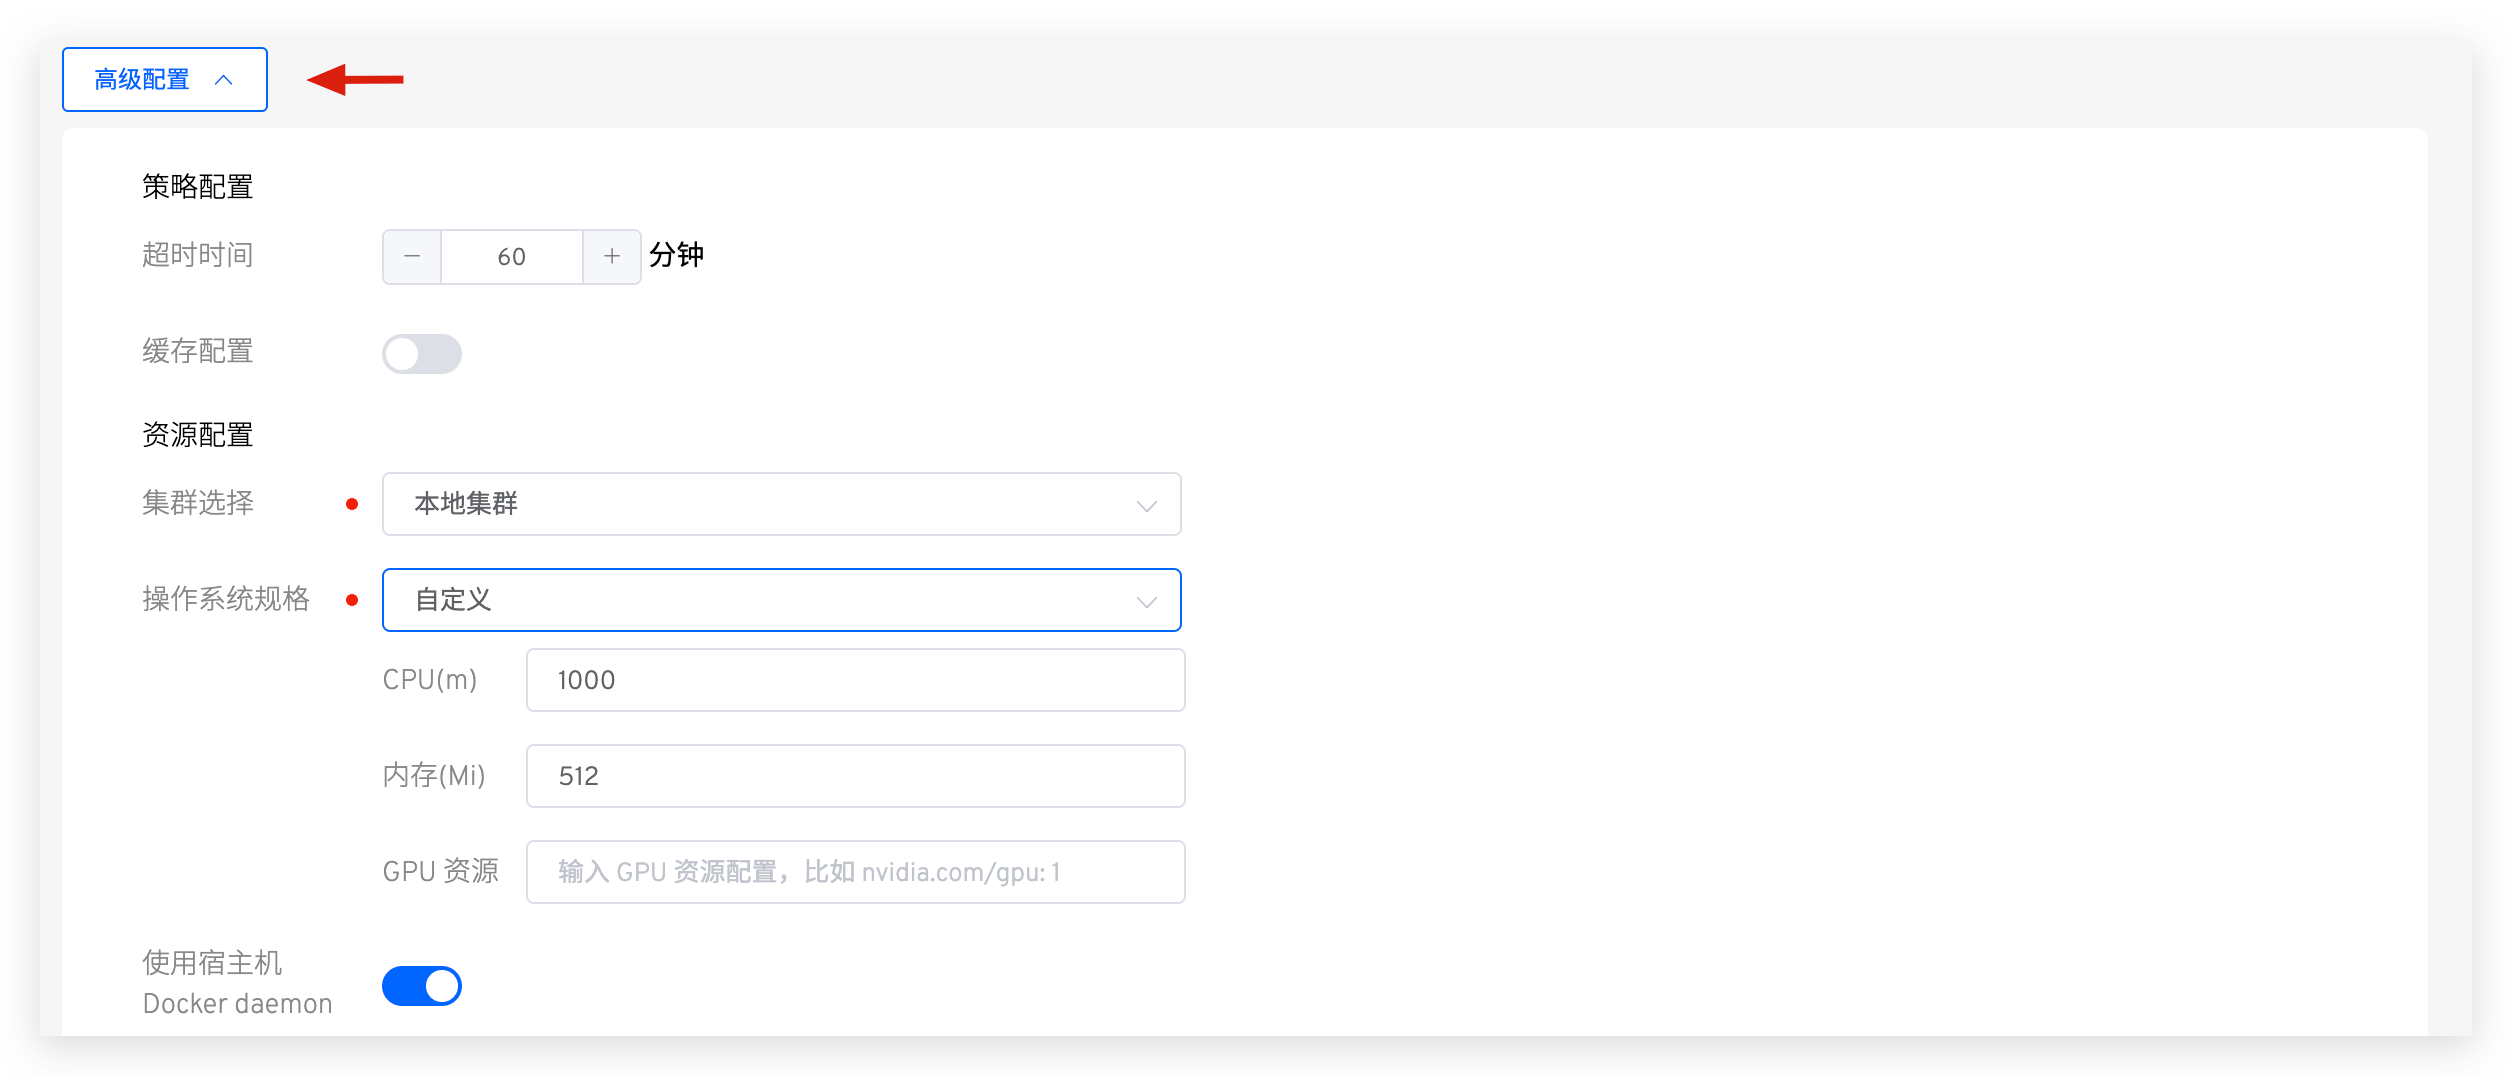 高级配置
策略配置
超时时间
60
分钟
缓存配置
资源配置
集群选择
本地集群
操作系统规格
自定义
CPU(m)
1000
内存(Mi)
512
GPU 资源
输入 GPU 资源配置，比如 nvidia.com/gpu: 1
使用宿主机
Docker daemon